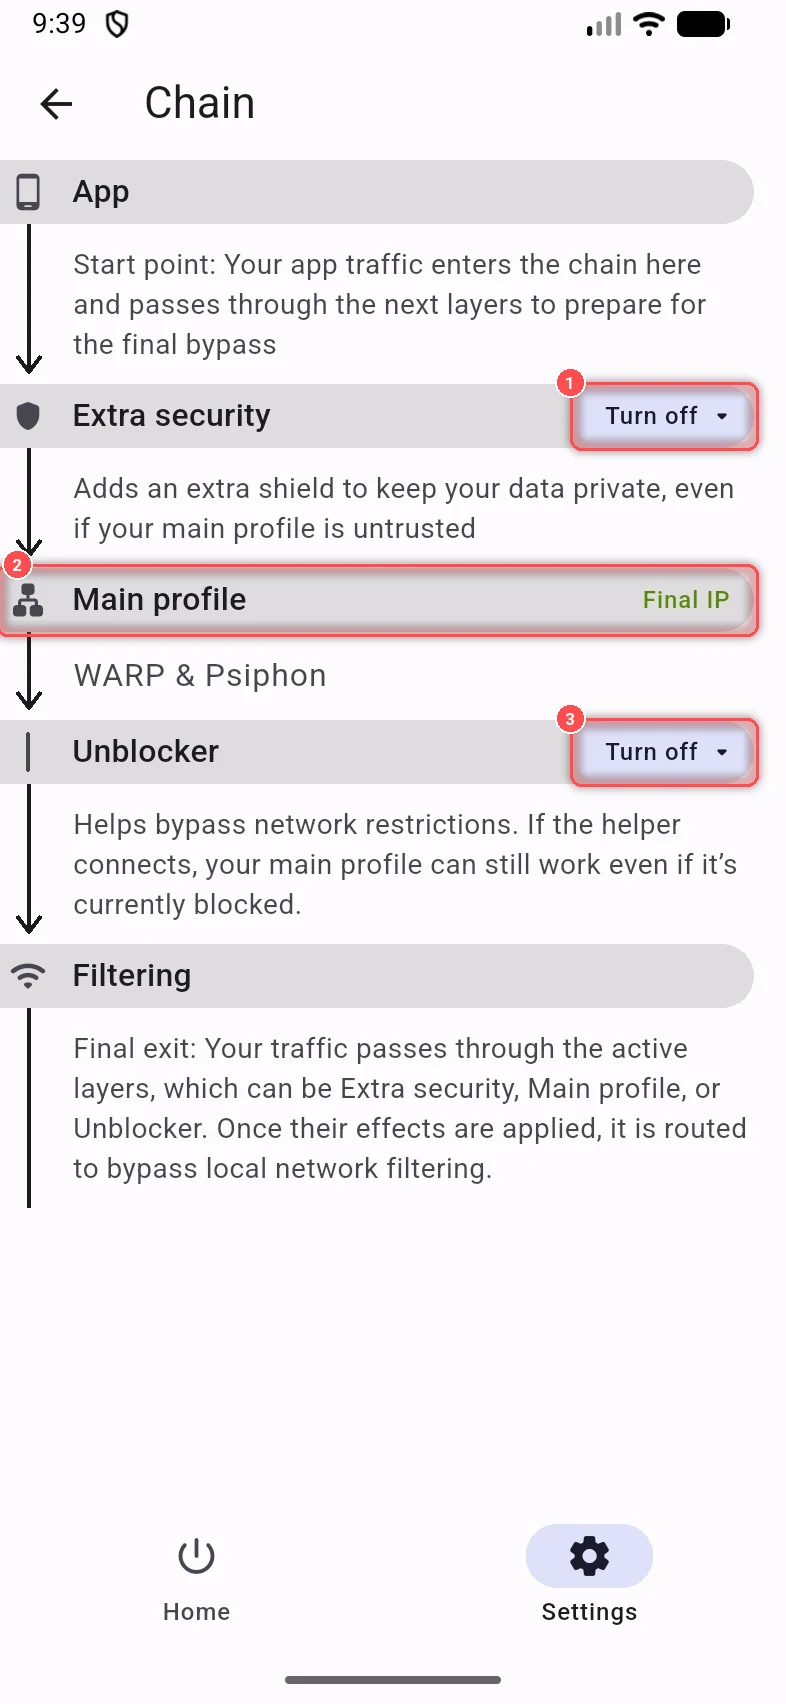 9:39
Chain
App
Start point: Your app traffic enters the chain here
and passes through the next layers to prepare for
the final bypass
1
Extra security
Turn off
Adds an extra shield to keep your data private, even
if your main profile is untrusted
2
Main profile
Final IP
WARP & Psiphon
3
Unblocker
Turn off
Helps bypass network restrictions. If the helper
connects, your main profile can still work even if it’s
currently blocked.
Filtering
Final exit: Your traffic passes through the active
layers, which can be Extra security, Main profile, or
Unblocker. Once their effects are applied, it is routed
to bypass local network filtering.
Home
Settings